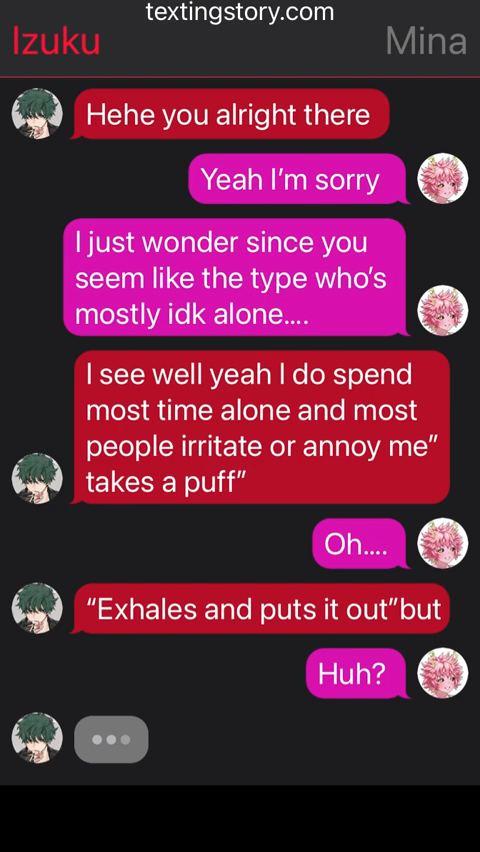 textingstory.com
Izuku
Mina
Hehe you alright there
Yeah I’m sorry
I just wonder since you
seem like the type who’s
mostly idk alone....
I see well yeah I do spend
most time alone and most
people irritate or annoy me”
takes a puff”
Oh....
“Exhales and puts it out”but
Huh?